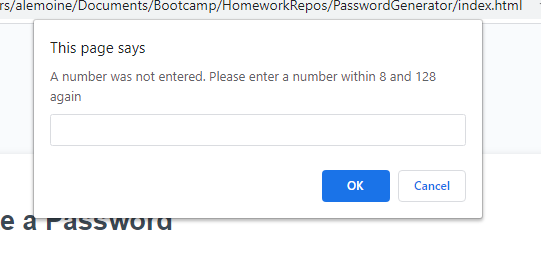 rs/alemoine/Documents/Bootcamp/HomeworkRepos/PasswordGenerator/index.html
This page says
A number was not entered. Please enter a number within 8 and 128
again
OK
Cancel
e a Password